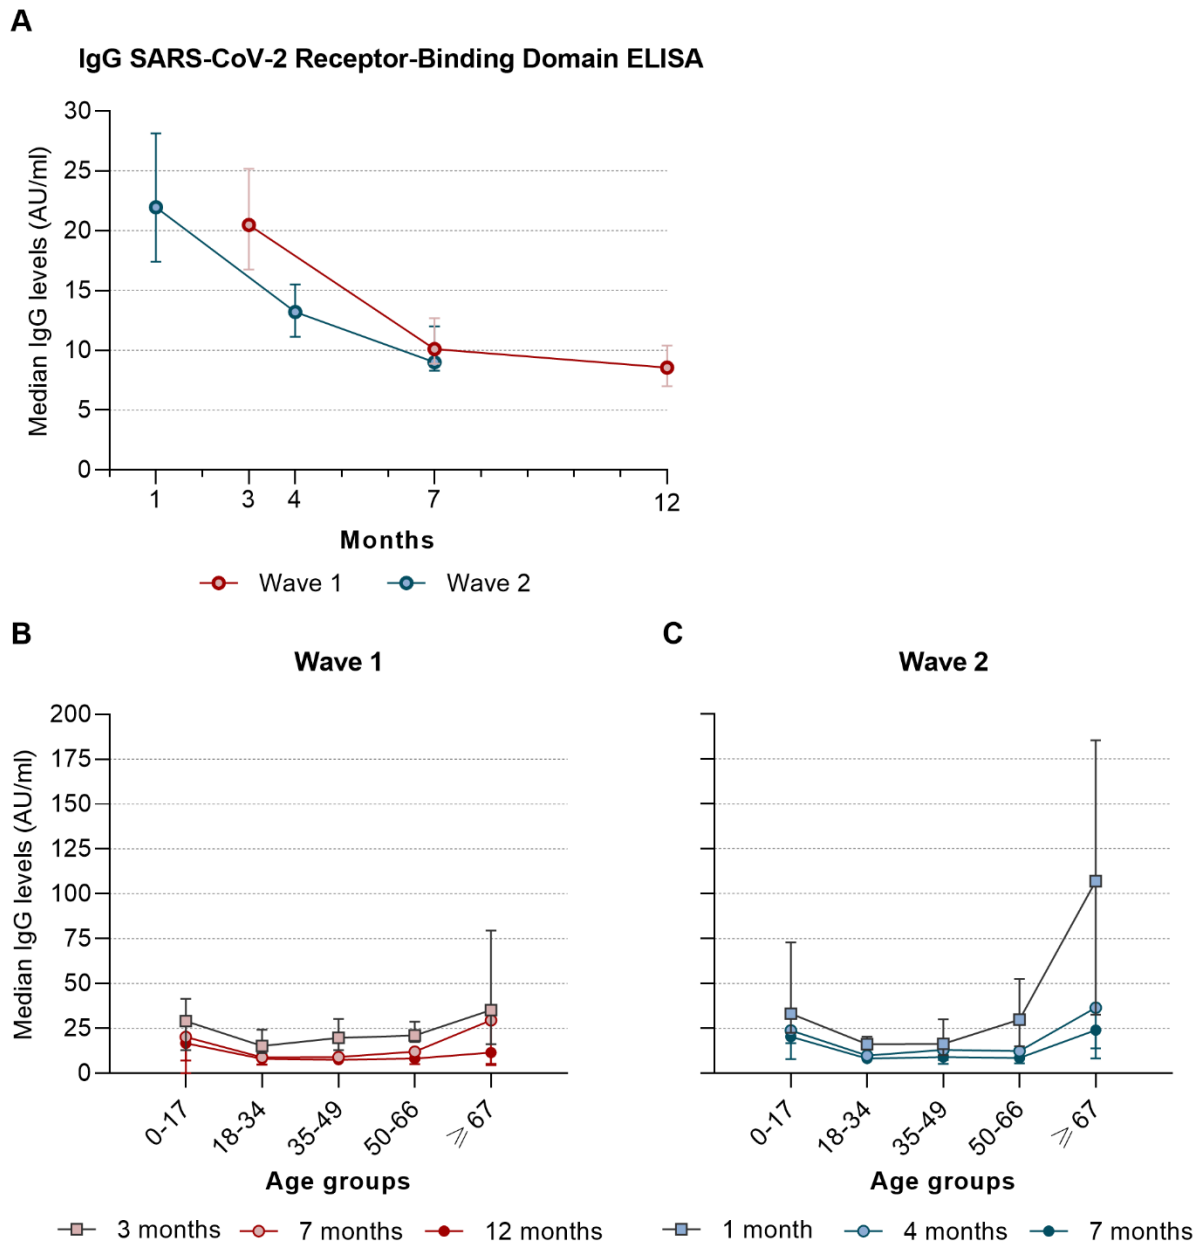 A
IgG SARS-CoV-2 Receptor-Binding Domain ELISA
Median IgG levels (AU/ml)
30
25
20
15
10
5
0
1 3 4 7 12
Months
Wave 1 Wave 2
B
Wave 1
Median IgG levels (AU/ml)
200
175
150
125
100
75
50
25
0
0-17 18-34 35-49 50-66 ⩾ 67
Age groups
3 months 7 months 12 months
C
Wave 2
0-17 18-34 35-49 50-66 ⩾ 67
Age groups
1 month 4 months 7 months